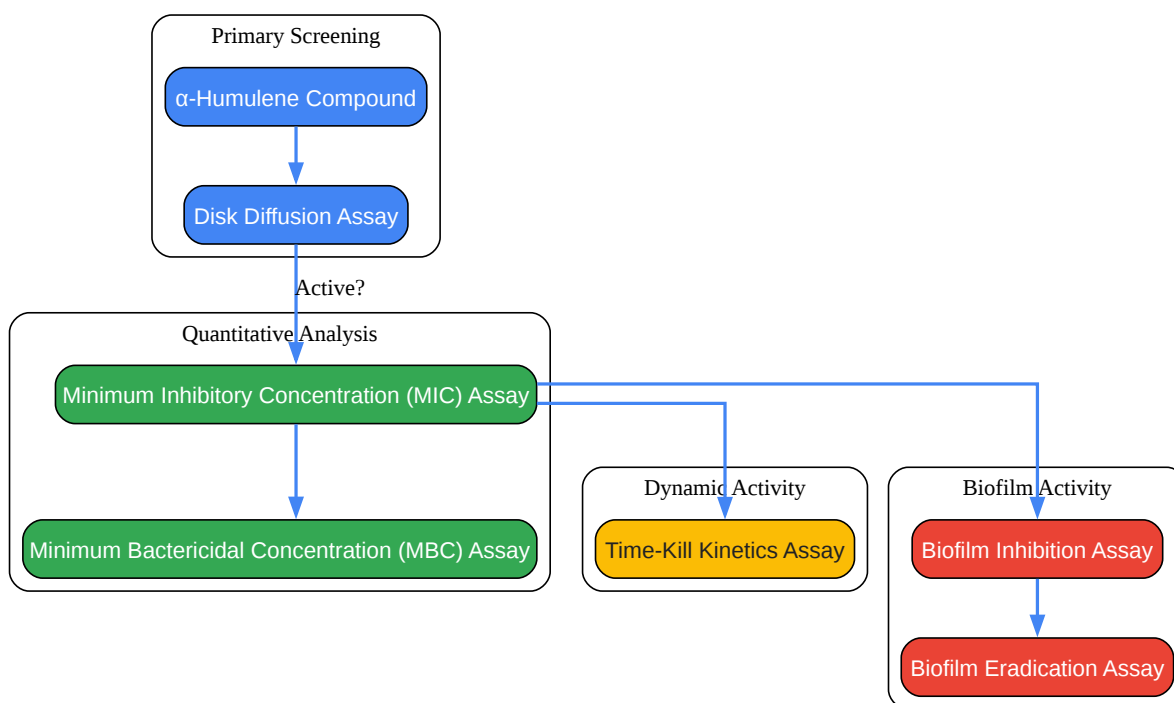 Primary Screening
α-Humulene Compound
Disk Diffusion Assay
Active?
Quantitative Analysis
Minimum Inhibitory Concentration (MIC) Assay
Minimum Bactericidal Concentration (MBC) Assay
Dynamic Activity
Time-Kill Kinetics Assay
Biofilm Activity
Biofilm Inhibition Assay
Biofilm Eradication Assay